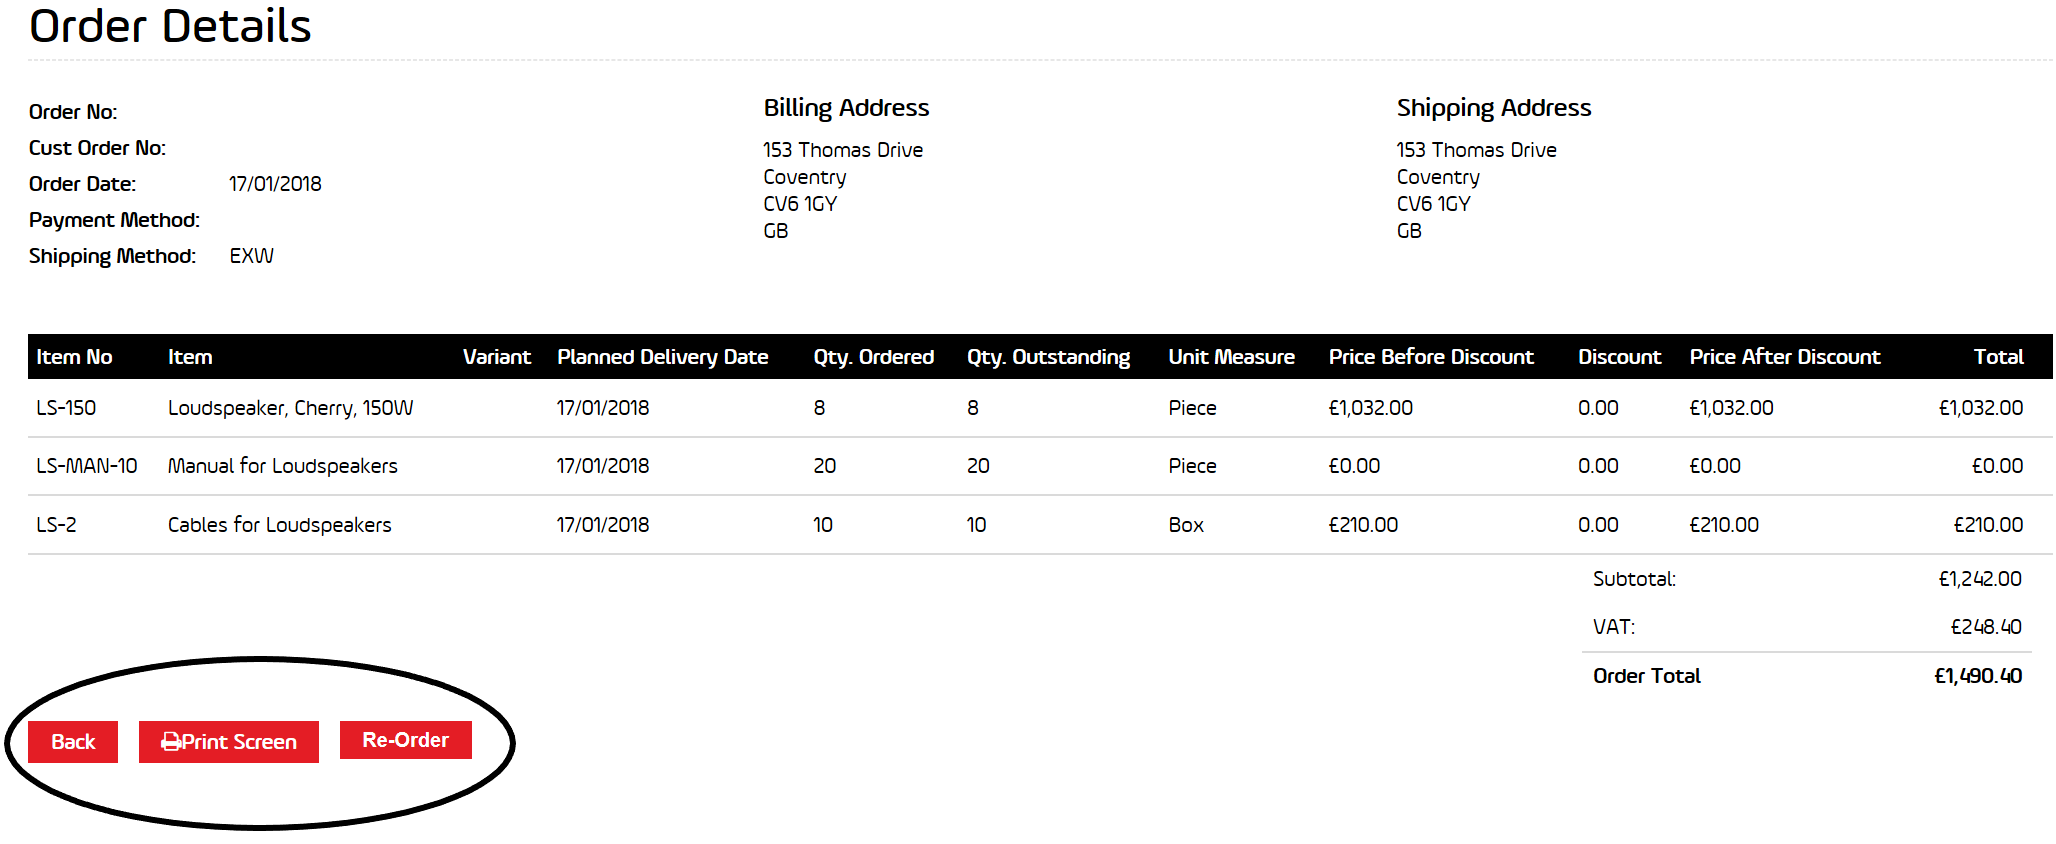 Order Details
Order No:
Cust Order No:
Order Date: 17/01/2018
Payment Method:
Shipping Method: EXW
Billing Address
153 Thomas Drive
Coventry
CV6 1GY
GB
Shipping Address
153 Thomas Drive
Coventry
CV6 1GY
GB
Item No Item Variant Planned Delivery Date Qty. Ordered Qty. Outstanding Unit Measure Price Before Discount Discount Price After Discount Total
LS-150 Loudspeaker, Cherry, 150W 17/01/2018 8 8 Piece £1,032.00 0.00 £1,032.00 £1,032.00
LS-MAN-10 Manual for Loudspeakers 17/01/2018 20 20 Piece £0.00 0.00 £0.00 £0.00
LS-2 Cables for Loudspeakers 17/01/2018 10 10 Box £210.00 0.00 £210.00 £210.00
Subtotal: £1,242.00
VAT: £248.40
Order Total £1,490.40
Back Print Screen Re-Order